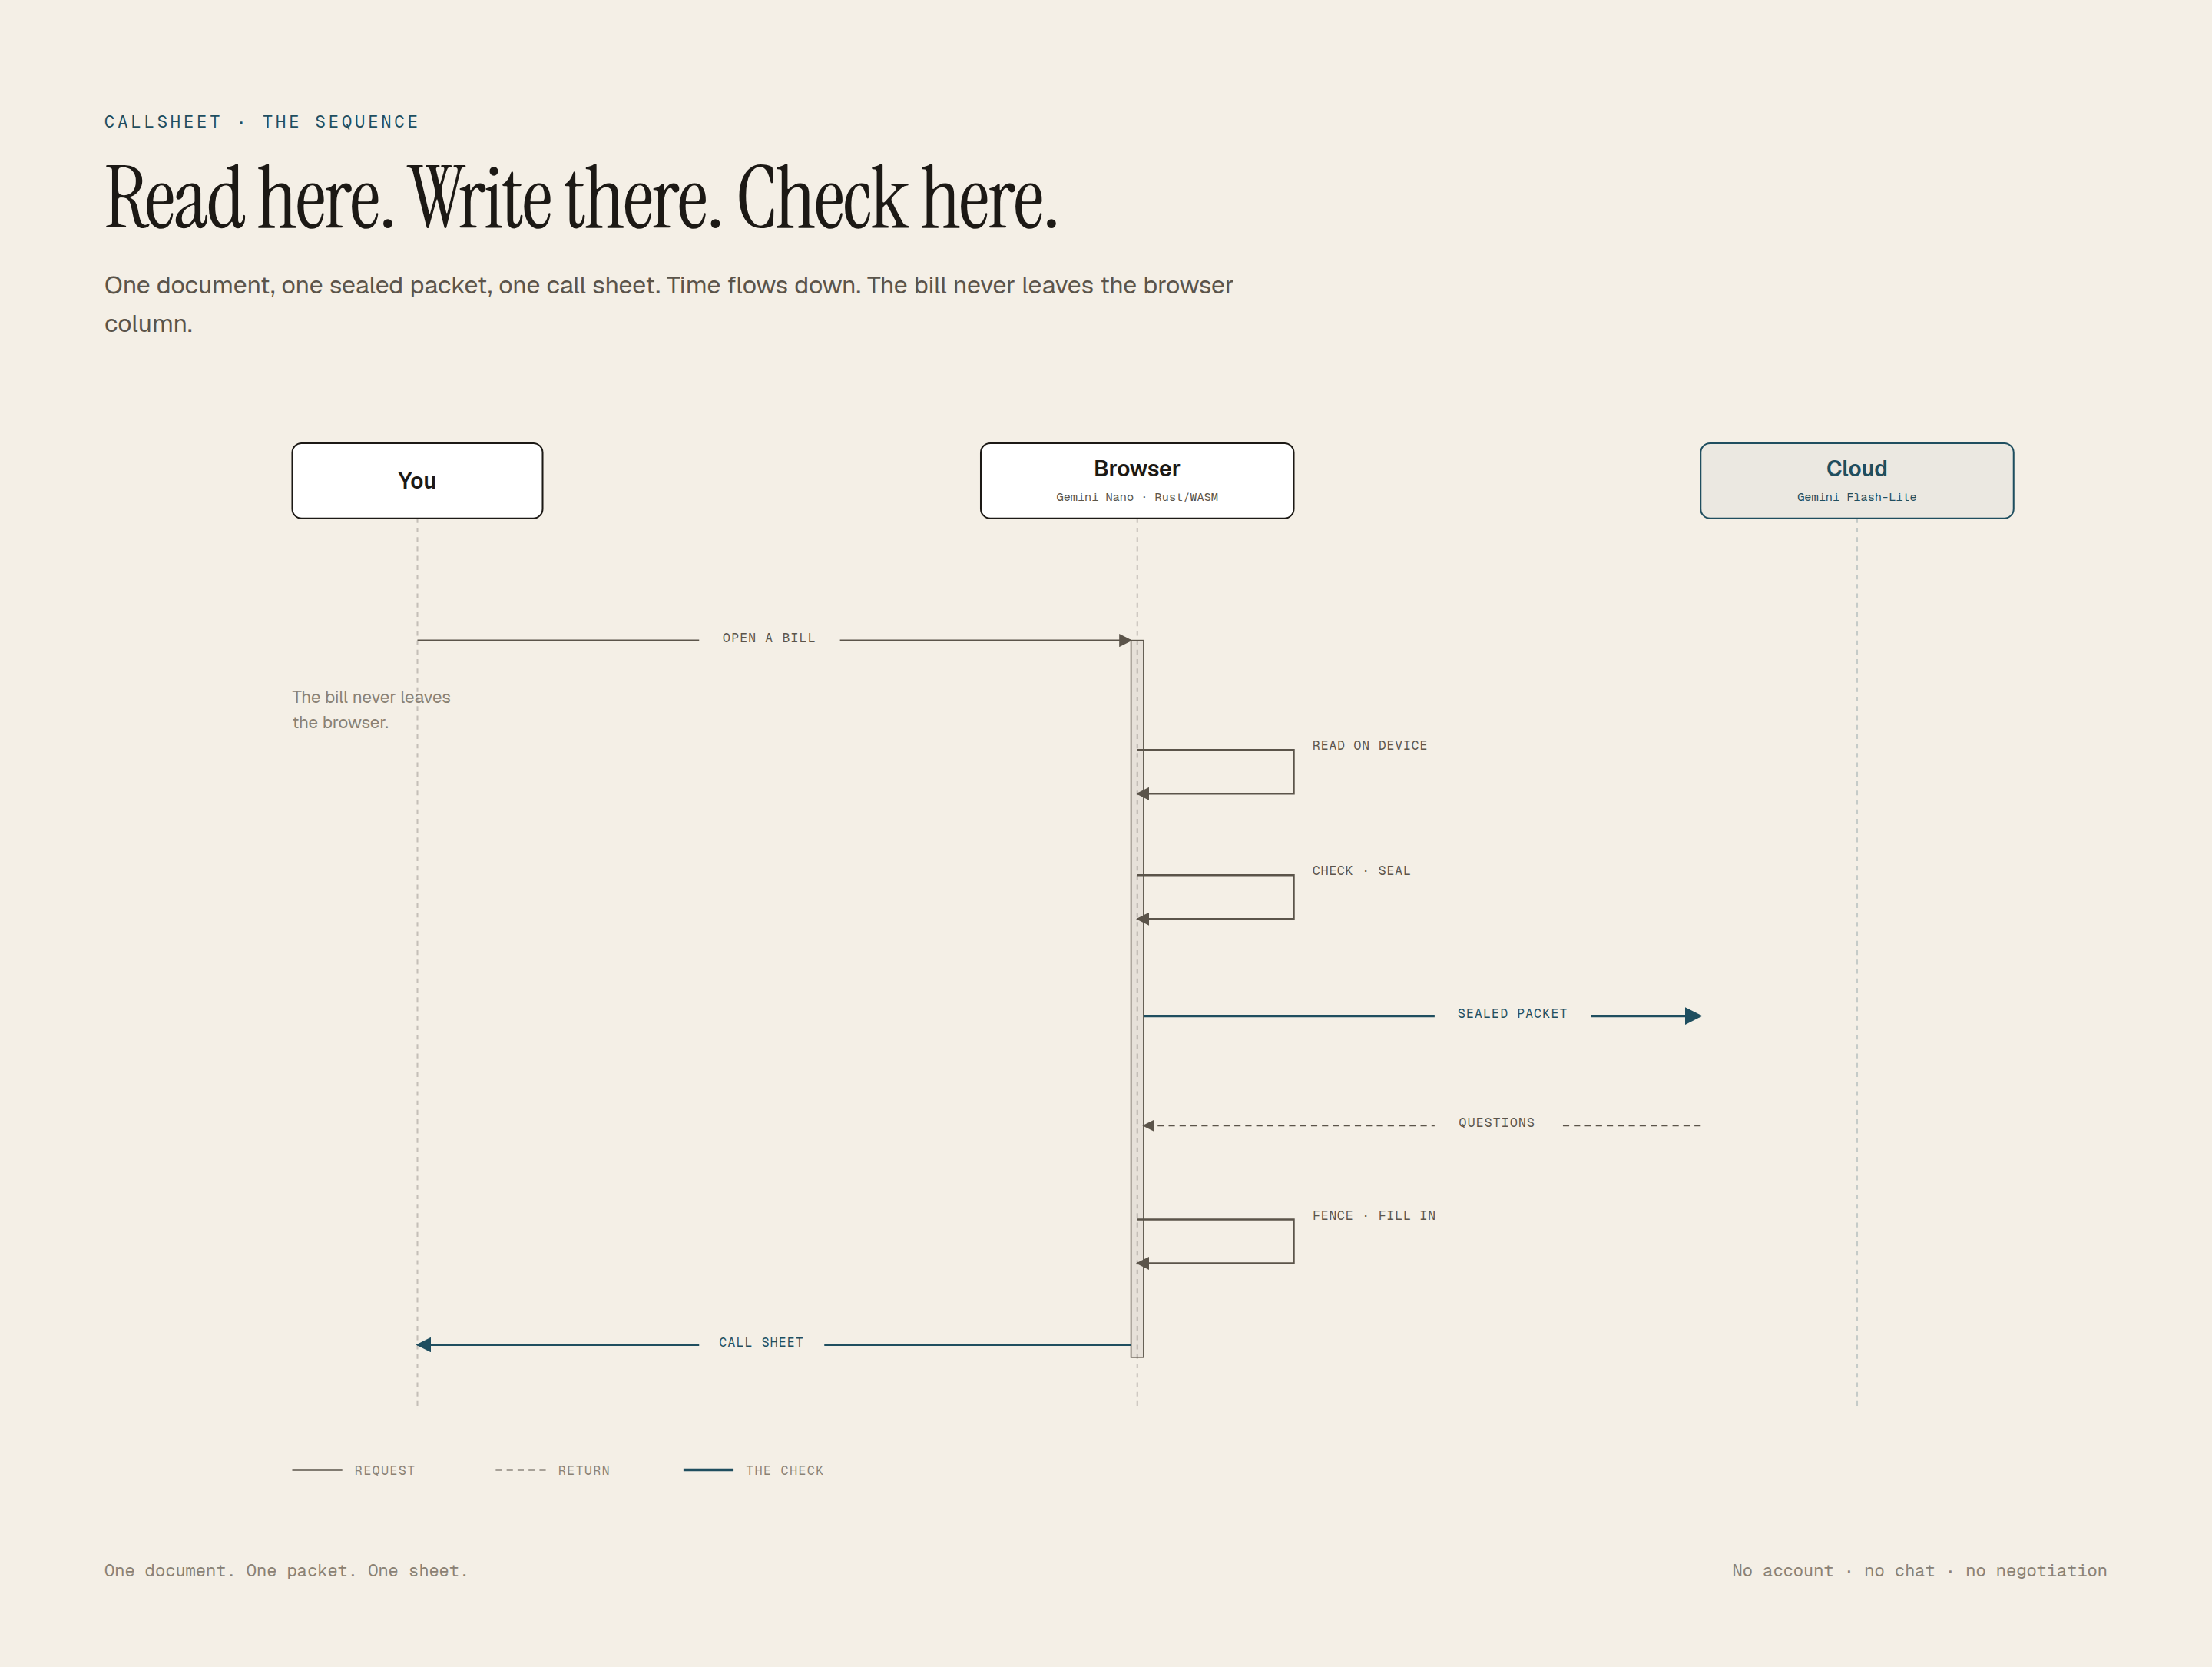 CALLSHEET · THE SEQUENCE
Read here. Write there. Check here.
One document, one sealed packet, one call sheet. Time flows down. The bill never leaves the browser
column.
You
Browser
Gemini Nano · Rust/WASM
Cloud
Gemini Flash-Lite
OPEN A BILL
The bill never leaves
the browser.
READ ON DEVICE
CHECK · SEAL
SEALED PACKET
QUESTIONS
FENCE · FILL IN
CALL SHEET
REQUEST
RETURN
THE CHECK
One document. One packet. One sheet.
No account · no chat · no negotiation